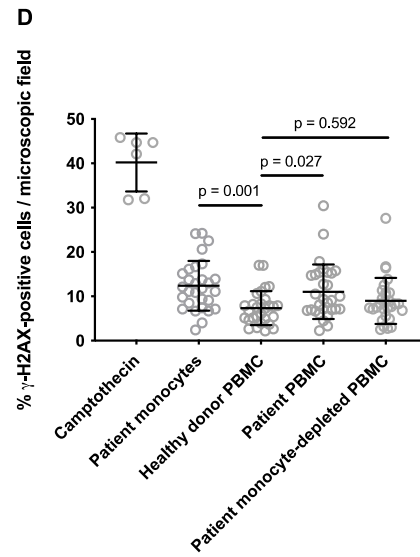 D
% γ-H2AX-positive cells / microscopic field
50
40
30
20
10
0
p = 0.592
p = 0.027
p = 0.001
Camptothecin
Patient monocytes
Healthy donor PBMC
Patient PBMC
Patient monocyte-depleted PBMC